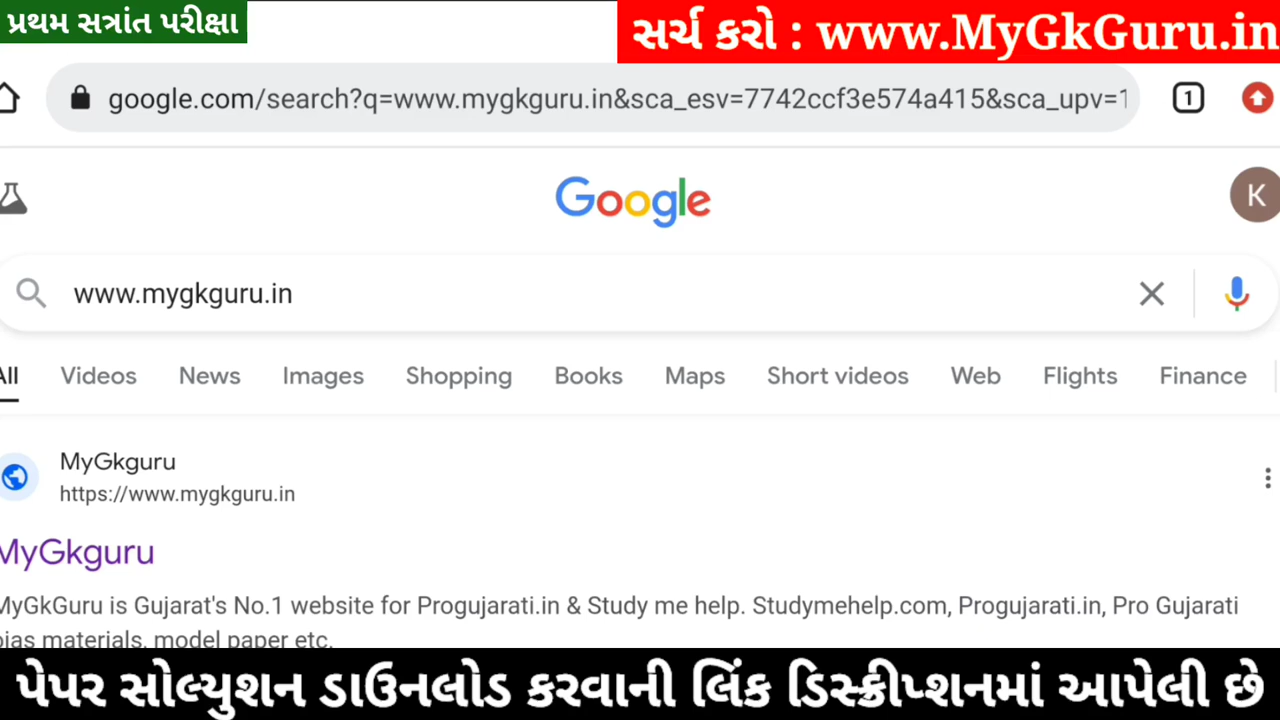 પ્રથમ સત્રાંત પરીક્ષા
સર્ચ કરો : www.MyGkGuru.in
google.com/search?q=www.mygkguru.in&sca_esv=7742ccf3e574a415&sca_upv=1
1
Google
K
www.mygkguru.in
All Videos News Images Shopping Books Maps Short videos Web Flights Finance
MyGkguru
https://www.mygkguru.in
MyGkguru
MyGkGuru is Gujarat's No.1 website for Progujarati.in & Study me help. Studymehelp.com, Progujarati.in, Pro Gujarati
bias materials, model paper etc.
પેપર સોલ્યુશન ડાઉનલોડ કરવાની લિંક ડિસ્ક્રીપ્શનમાં આપેલી છે